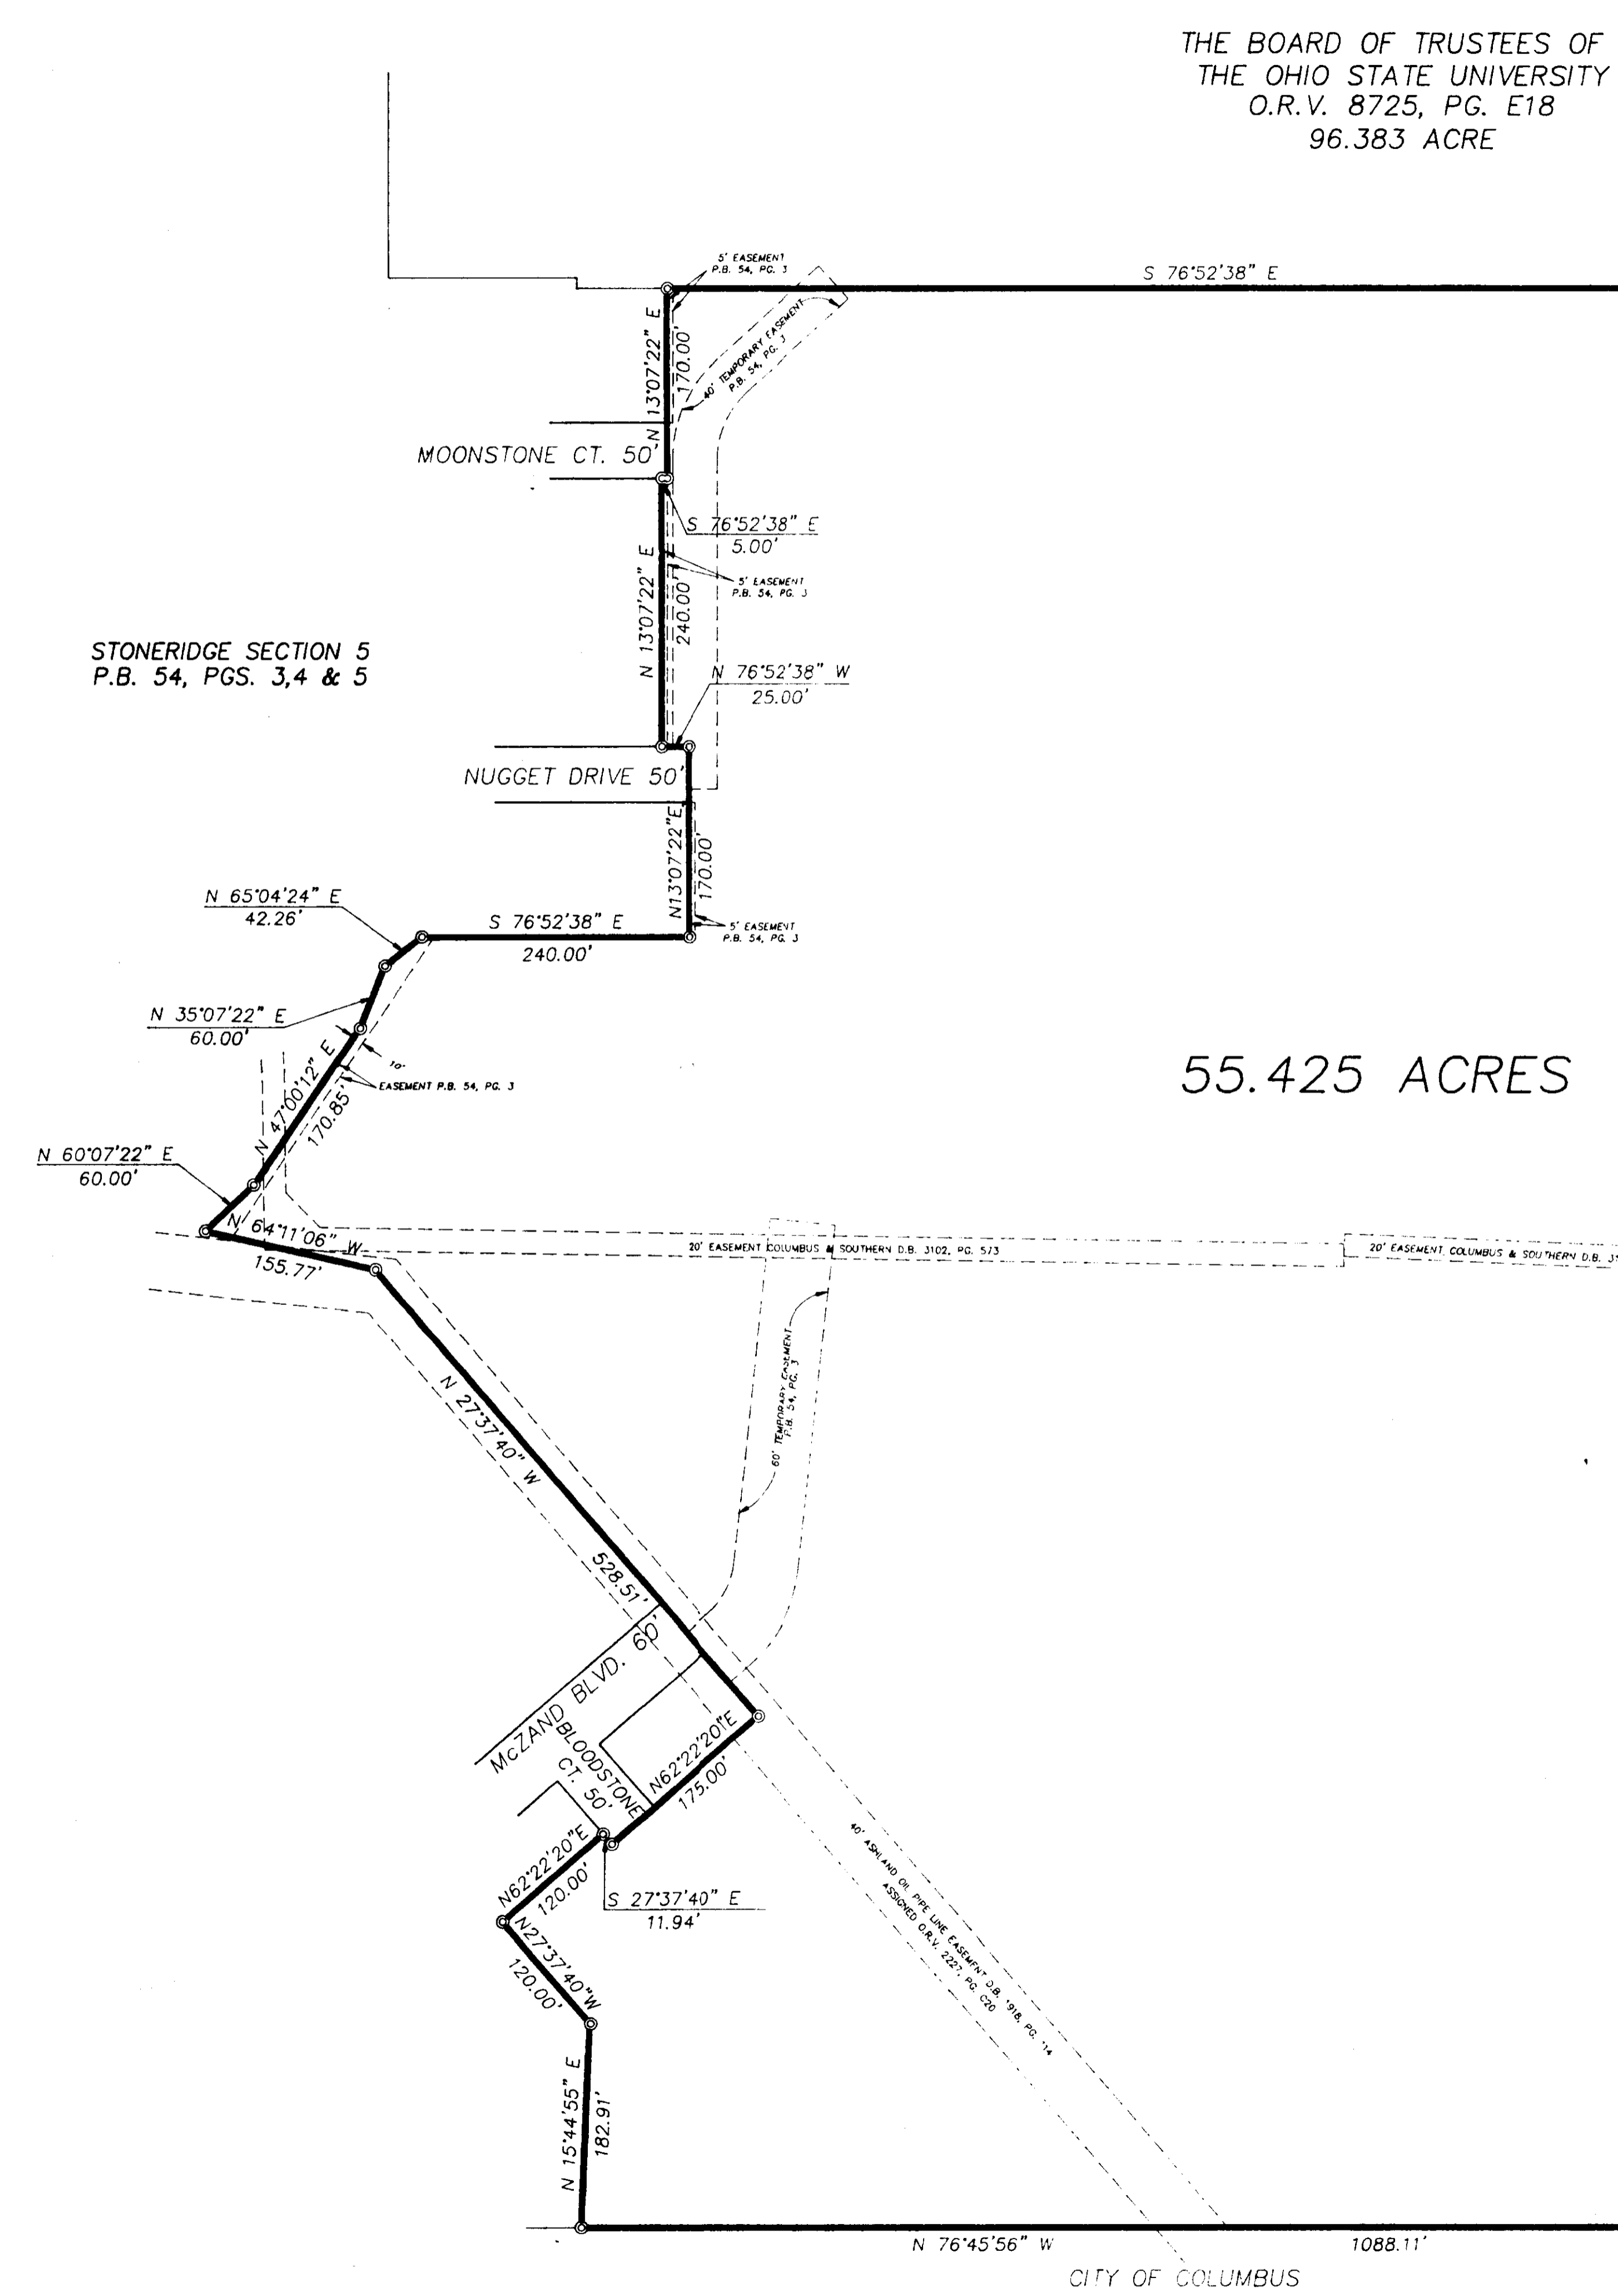 THE BOARD OF TRUSTEES OF
THE OHIO STATE UNIVERSITY
O.R.V. 8725, PG. E18
96.383 ACRE
5' EASEMENT
P.B. 54, PG. 3
S 76°52'38" E
N 13°07'22" E
170.00'
40' TEMPORARY EASEMENT
P.B. 54, PG. 3
MOONSTONE CT. 50'
S 76°52'38" E
5.00'
N 13°07'22" E
240.00'
5' EASEMENT
P.B. 54, PG. 3
STONERIDGE SECTION 5
P.B. 54, PGS. 3,4 & 5
N 76°52'38" W
25.00'
NUGGET DRIVE 50'
N13°07'22"E
170.00'
N 65°04'24" E
42.26'
S 76°52'38" E
240.00'
5' EASEMENT
P.B. 54, PG. 3
N 35°07'22" E
60.00'
10'
EASEMENT P.B. 54, PG. 3
N 47°00'12" E
170.85'
55.425 ACRES
N 60°07'22" E
60.00'
N 64°11'06" W
155.77'
20' EASEMENT COLUMBUS & SOUTHERN D.B. 3102, PG. 573
20' EASEMENT, COLUMBUS & SOUTHERN D.B.
60' TEMPORARY EASEMENT
P.B. 54, PG. 3
N 27°37'40" W
528.51'
McZAND BLVD. 60'
BLOODSTONE
CT. 50'
N62°22'20"E
175.00'
N62°22'20"E
120.00'
S 27°37'40" E
11.94'
N27°37'40"W
120.00'
40' ASHLAND OIL PIPE LINE EASEMENT D.B. 1918, PG. 114
ASSIGNED O.R.V. 2227, PG. C20
N 15°44'55" E
182.91'
N 76°45'56" W
1088.11'
CITY OF COLUMBUS